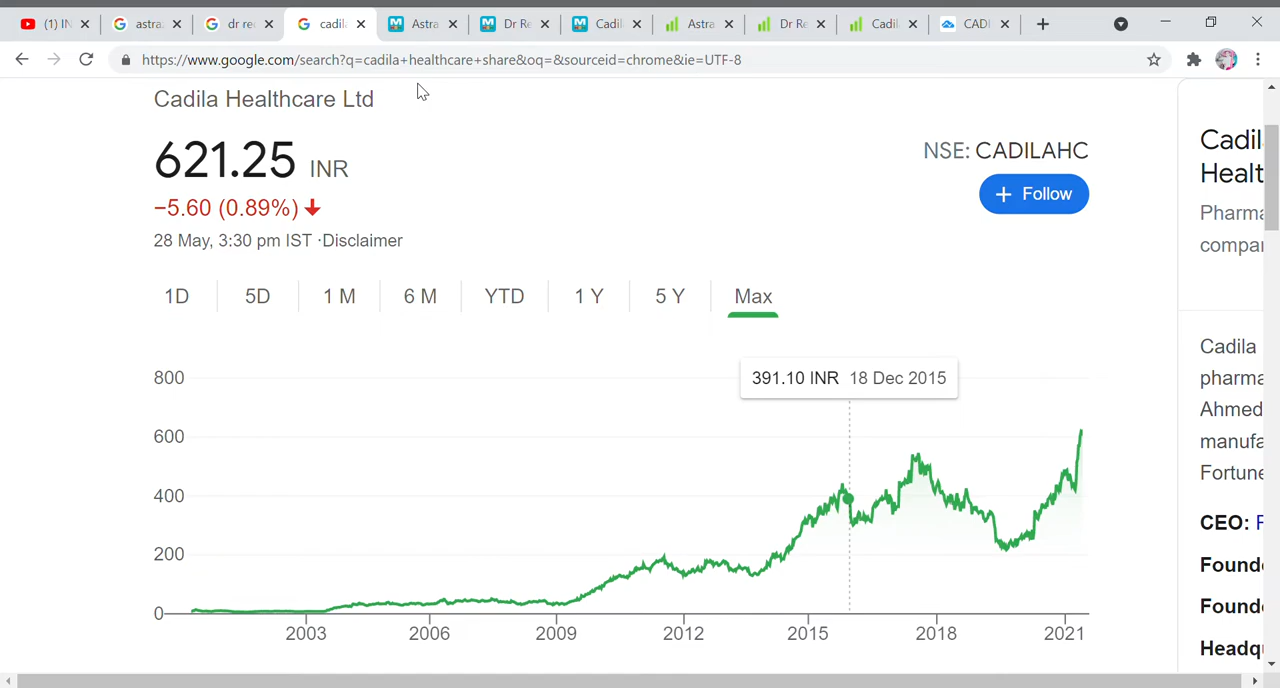 (1) IN
astra.
dr re
cadil
Astra
Dr Re
Cadil
Astra
Dr Re
Cadil
CADI
https://www.google.com/search?q=cadila+healthcare+share&oq=&sourceid=chrome&ie=UTF-8
Cadila Healthcare Ltd
621.25 INR
−5.60 (0.89%)
28 May, 3:30 pm IST ·Disclaimer
NSE: CADILAHC
+ Follow
1D 5D 1 M 6 M YTD 1 Y 5 Y Max
391.10 INR 18 Dec 2015
800
600
400
200
0
2003 2006 2009 2012 2015 2018 2021
Cadil
Healt
Pharma
compar
Cadila
pharma
Ahmed
manufa
Fortune
CEO:
Founde
Founde
Headqu